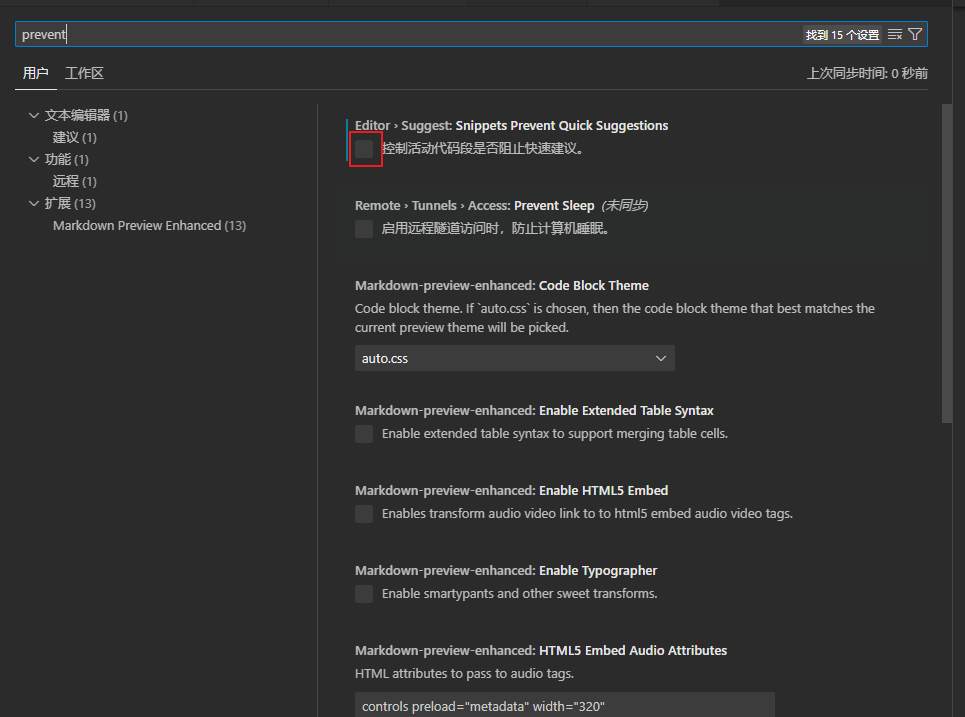 prevent
找到 15 个设置
用户 工作区
上次同步时间: 0 秒前
文本编辑器 (1)
建议 (1)
功能 (1)
远程 (1)
扩展 (13)
Markdown Preview Enhanced (13)
Editor › Suggest: Snippets Prevent Quick Suggestions
控制活动代码段是否阻止快速建议。
Remote › Tunnels › Access: Prevent Sleep (未同步)
启用远程隧道访问时，防止计算机睡眠。
Markdown-preview-enhanced: Code Block Theme
Code block theme. If `auto.css` is chosen, then the code block theme that best matches the
current preview theme will be picked.
auto.css
Markdown-preview-enhanced: Enable Extended Table Syntax
Enable extended table syntax to support merging table cells.
Markdown-preview-enhanced: Enable HTML5 Embed
Enables transform audio video link to to html5 embed audio video tags.
Markdown-preview-enhanced: Enable Typographer
Enable smartypants and other sweet transforms.
Markdown-preview-enhanced: HTML5 Embed Audio Attributes
HTML attributes to pass to audio tags.
controls preload="metadata" width="320"